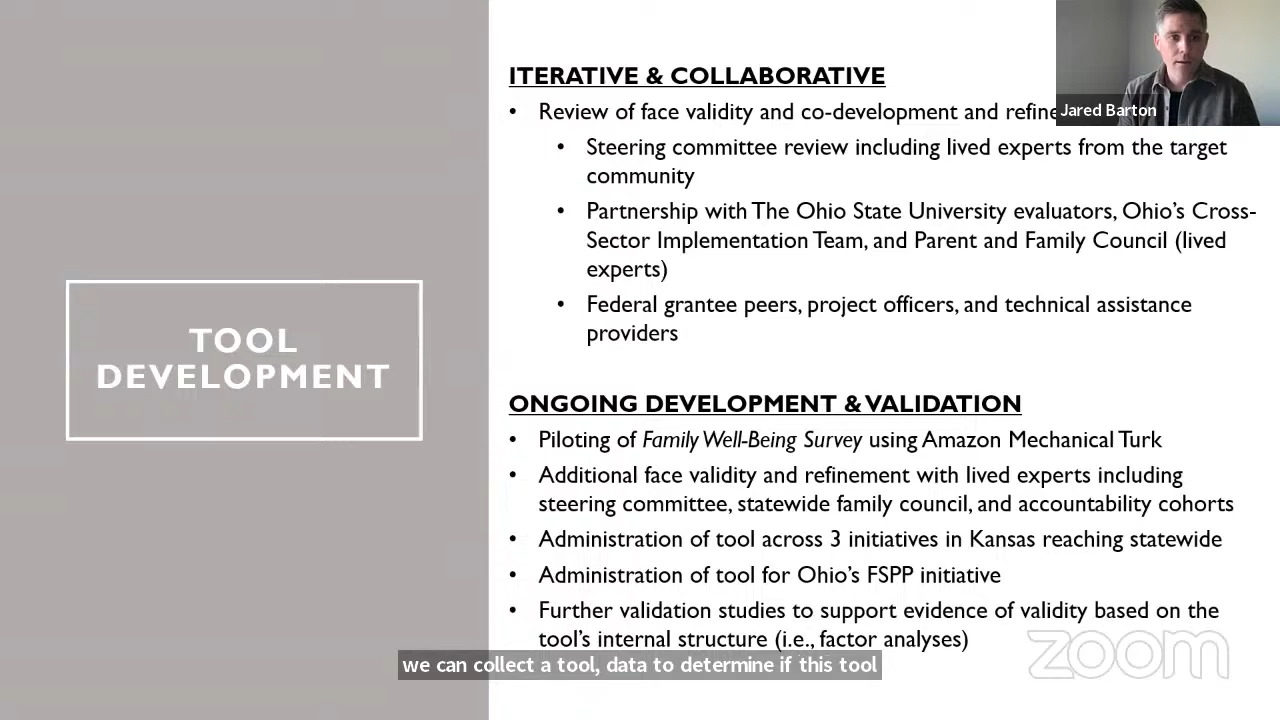 TOOL
DEVELOPMENT
ITERATIVE & COLLABORATIVE
• Review of face validity and co-development and
• Steering committee review including lived experts from the target
community
• Partnership with The Ohio State University evaluators, Ohio's Cross-
Sector Implementation Team, and Parent and Family Council (lived
experts)
• Federal grantee peers, project officers, and technical assistance
providers
ONGOING DEVELOPMENT & VALIDATION
• Piloting of Family Well-Being Survey using Amazon Mechanical Turk
• Additional face validity and refinement with lived experts including
steering committee, statewide family council, and accountability cohorts
• Administration of tool across 3 initiatives in Kansas reaching statewide
• Administration of tool for Ohio's FSPP initiative
• Further validation studies to support evidence of validity based on the
tool's internal structure (i.e., factor analyses)
we can collect a tool, data to determine if this tool
Jared Barton
zoom